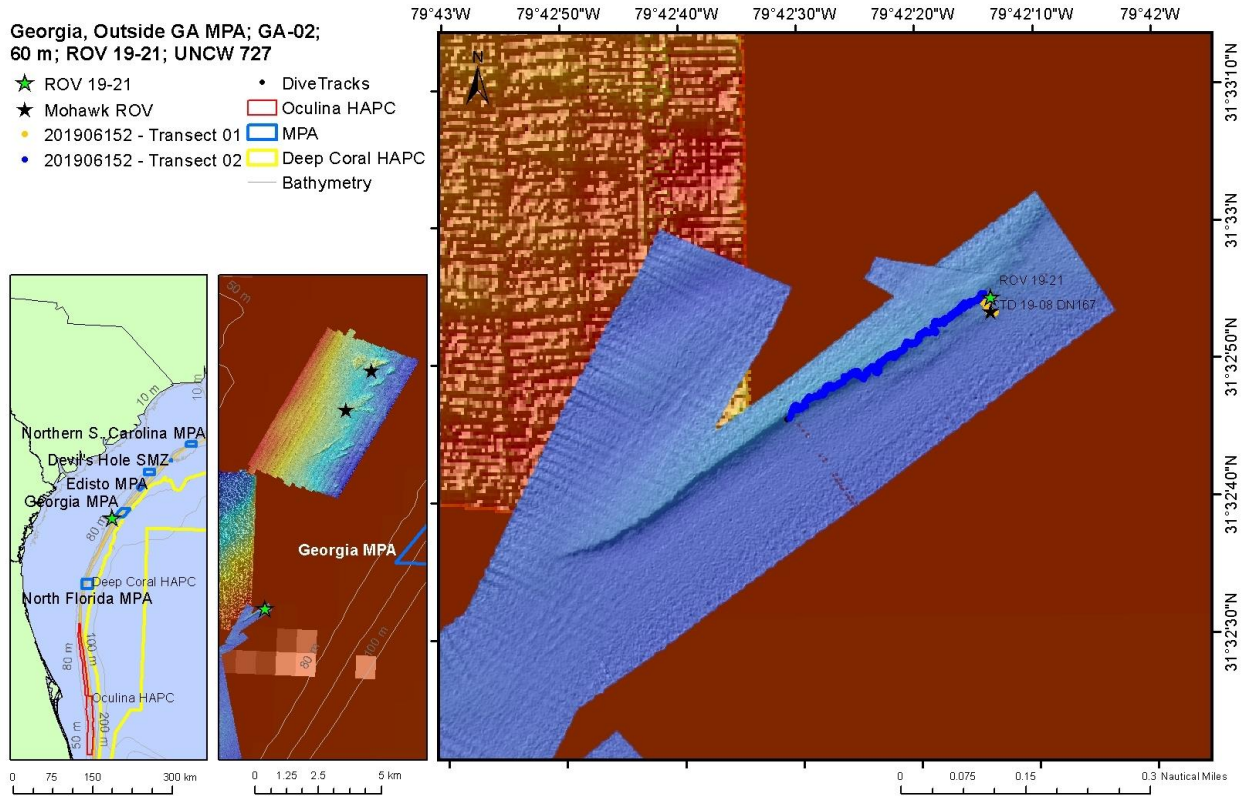 Georgia, Outside GA MPA; GA-02;
60 m; ROV 19-21; UNCW 727
ROV 19-21
Mohawk ROV
201906152 - Transect 01
201906152 - Transect 02
DiveTracks
Oculina HAPC
MPA
Deep Coral HAPC
Bathymetry
10 m
10 m
Northern S. Carolina MPA
Devil's Hole SMZ
Edisto MPA
Georgia MPA
80 m
Deep Coral HAPC
North Florida MPA
80 m
100 m
Oculina HAPC
50 m
200 m
0 75 150 300 km
50 m
Georgia MPA
80 m
100 m
0 1.25 2.5 5 km
79°43'W 79°42'50"W 79°42'40"W 79°42'30"W 79°42'20"W 79°42'10"W 79°42'W
N
ROV 19-21
TD 19-08 DN167
31°33'10"N
31°33'N
31°32'50"N
31°32'40"N
31°32'30"N
0 0.075 0.15 0.3 Nautical Miles